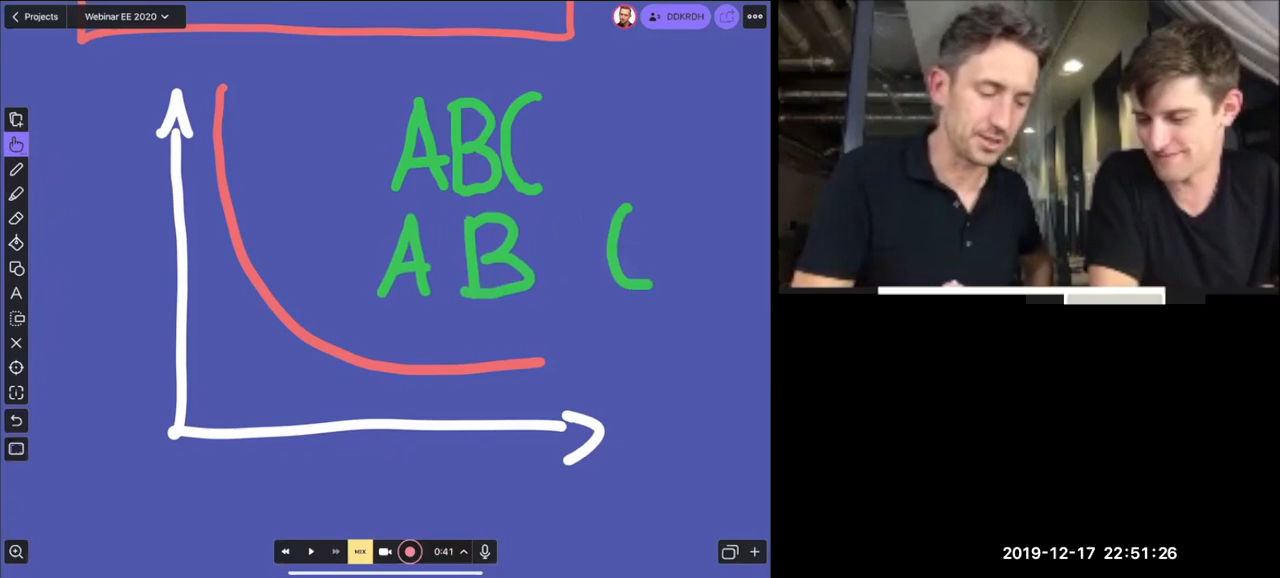 Projects Webinar EE 2020 DDKRDH
ABC
A B C
A
MIX 0:41
2019-12-17 22:51:26